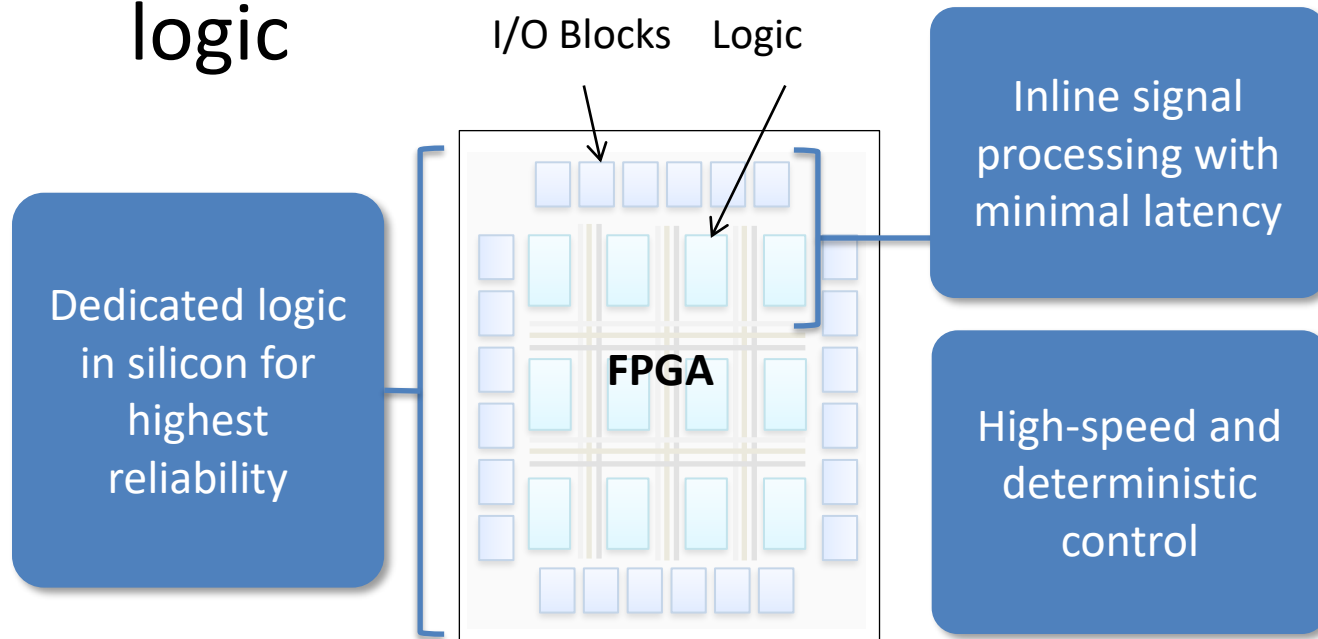 logic
I/O Blocks
Logic
Dedicated logic
in silicon for
highest
reliability
FPGA
Inline signal
processing with
minimal latency
High-speed and
deterministic
control